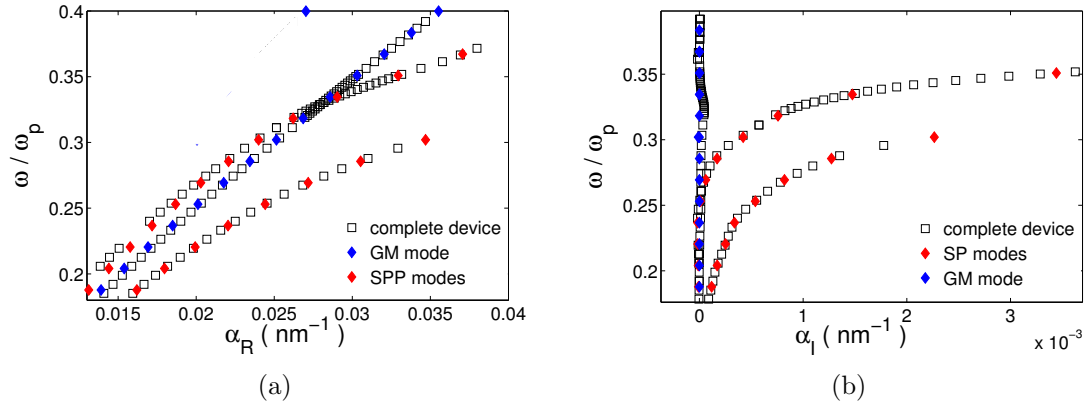 0.4
0.35
0.3
0.25
0.2
ω / ω_p
0.015 0.02 0.025 0.03 0.035 0.04
α_R ( nm⁻¹ )
complete device
GM mode
SPP modes
(a)
0.35
0.3
0.25
0.2
ω / ω_p
0 1 2 3
x 10⁻³
α_I ( nm⁻¹ )
complete device
SP modes
GM mode
(b)